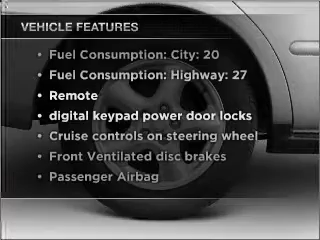 VEHICLE FEATURES
• Fuel Consumption: City: 20
• Fuel Consumption: Highway: 27
• Remote
• digital keypad power door locks
• Cruise controls on steering wheel
• Front Ventilated disc brakes
• Passenger Airbag